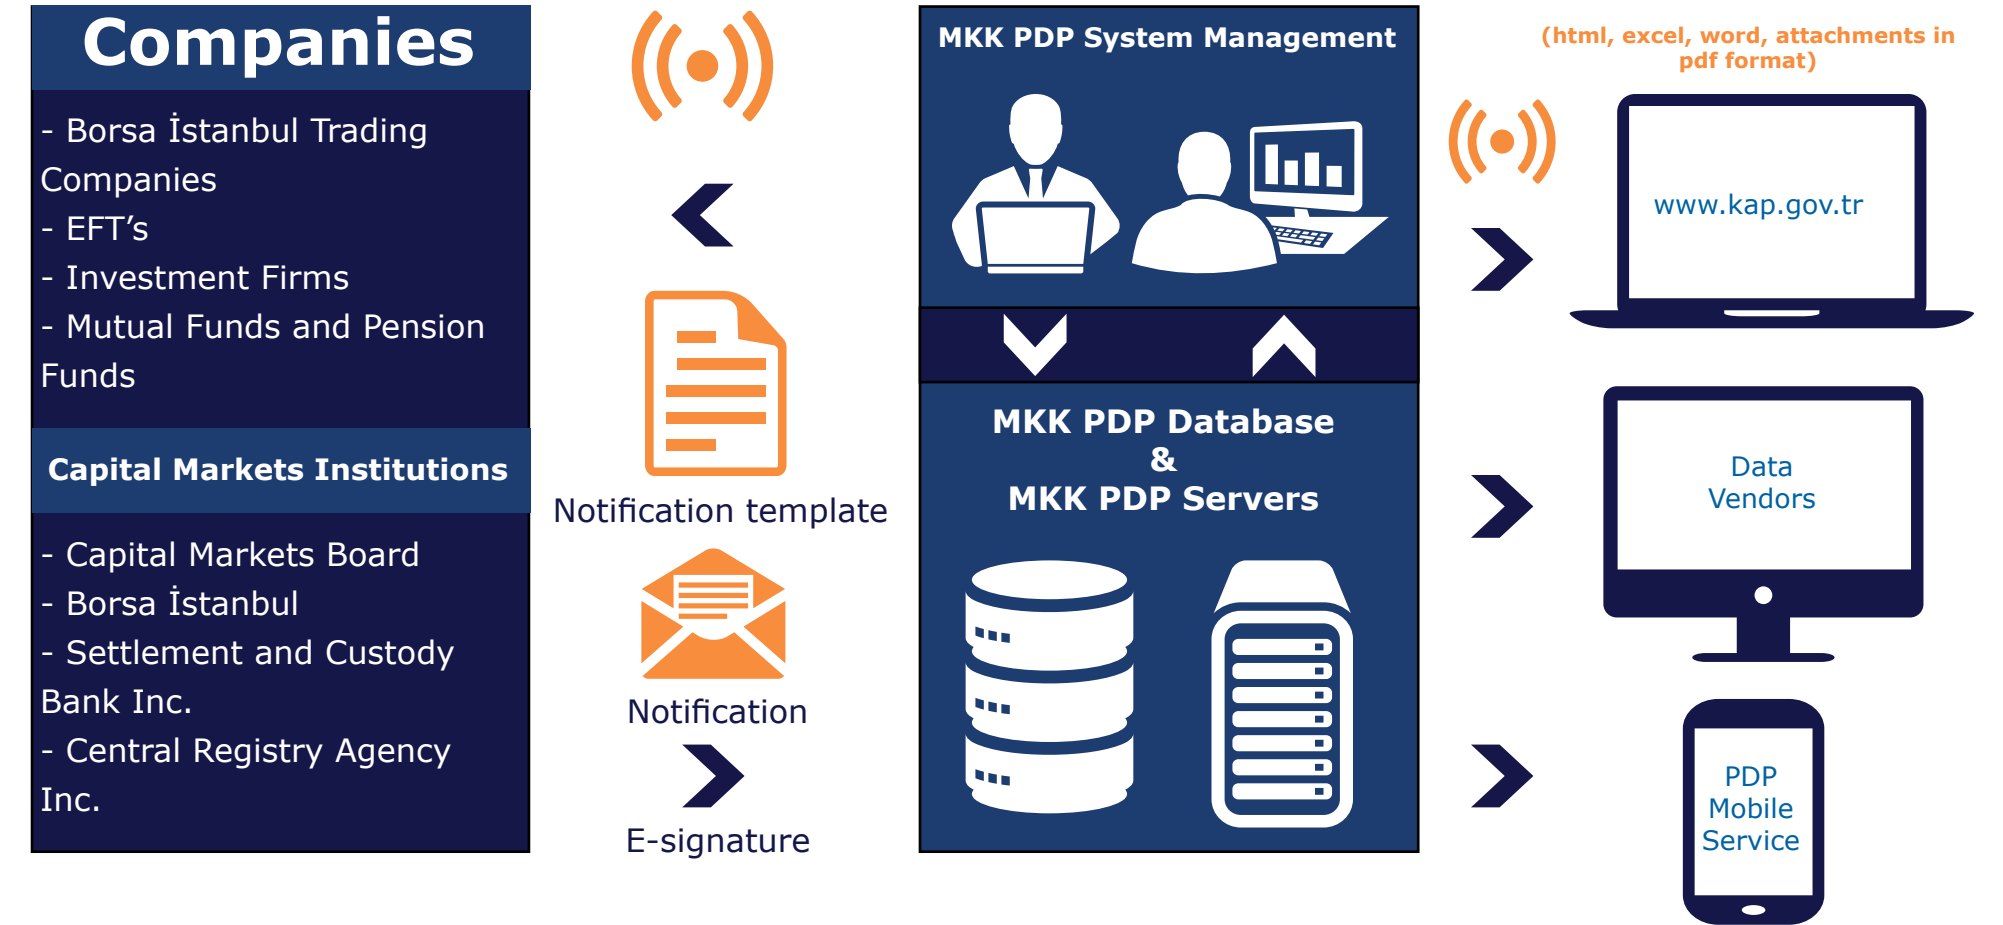 Companies
- Borsa İstanbul Trading
Companies
- EFT’s
- Investment Firms
- Mutual Funds and Pension
Funds
Capital Markets Institutions
- Capital Markets Board
- Borsa İstanbul
- Settlement and Custody
Bank Inc.
- Central Registry Agency
Inc.
Notification template
Notification
E-signature
MKK PDP System Management
MKK PDP Database
&
MKK PDP Servers
(html, excel, word, attachments in
pdf format)
www.kap.gov.tr
Data
Vendors
PDP
Mobile
Service